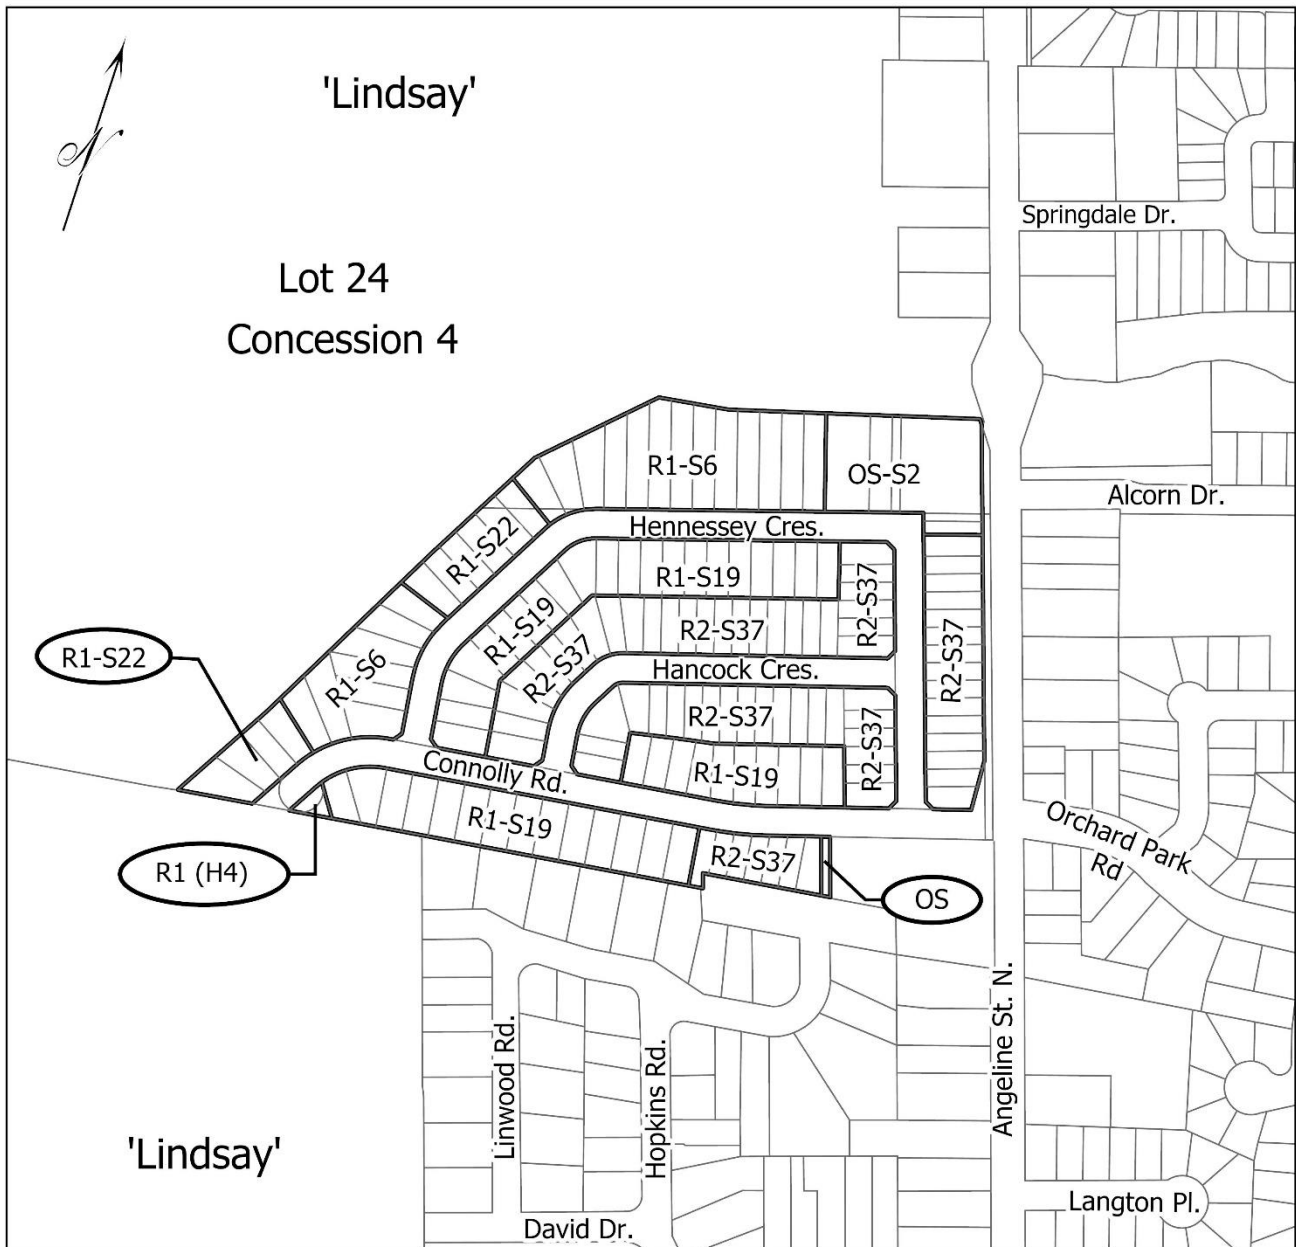 'Lindsay'
N
Springdale Dr.
Lot 24
Concession 4
R1-S6
OS-S2
Alcorn Dr.
Hennessey Cres.
R1-S22
R1-S19
R2-S37
R1-S19
R2-S37
R2-S37
R1-S22
R1-S6
R2-S37
Hancock Cres.
R2-S37
R2-S37
Connolly Rd.
R1-S19
R1-S19
Orchard Park
Rd
R2-S37
R1 (H4)
OS
Angeline St. N.
Linwood Rd.
Hopkins Rd.
'Lindsay'
Langton Pl.
David Dr.